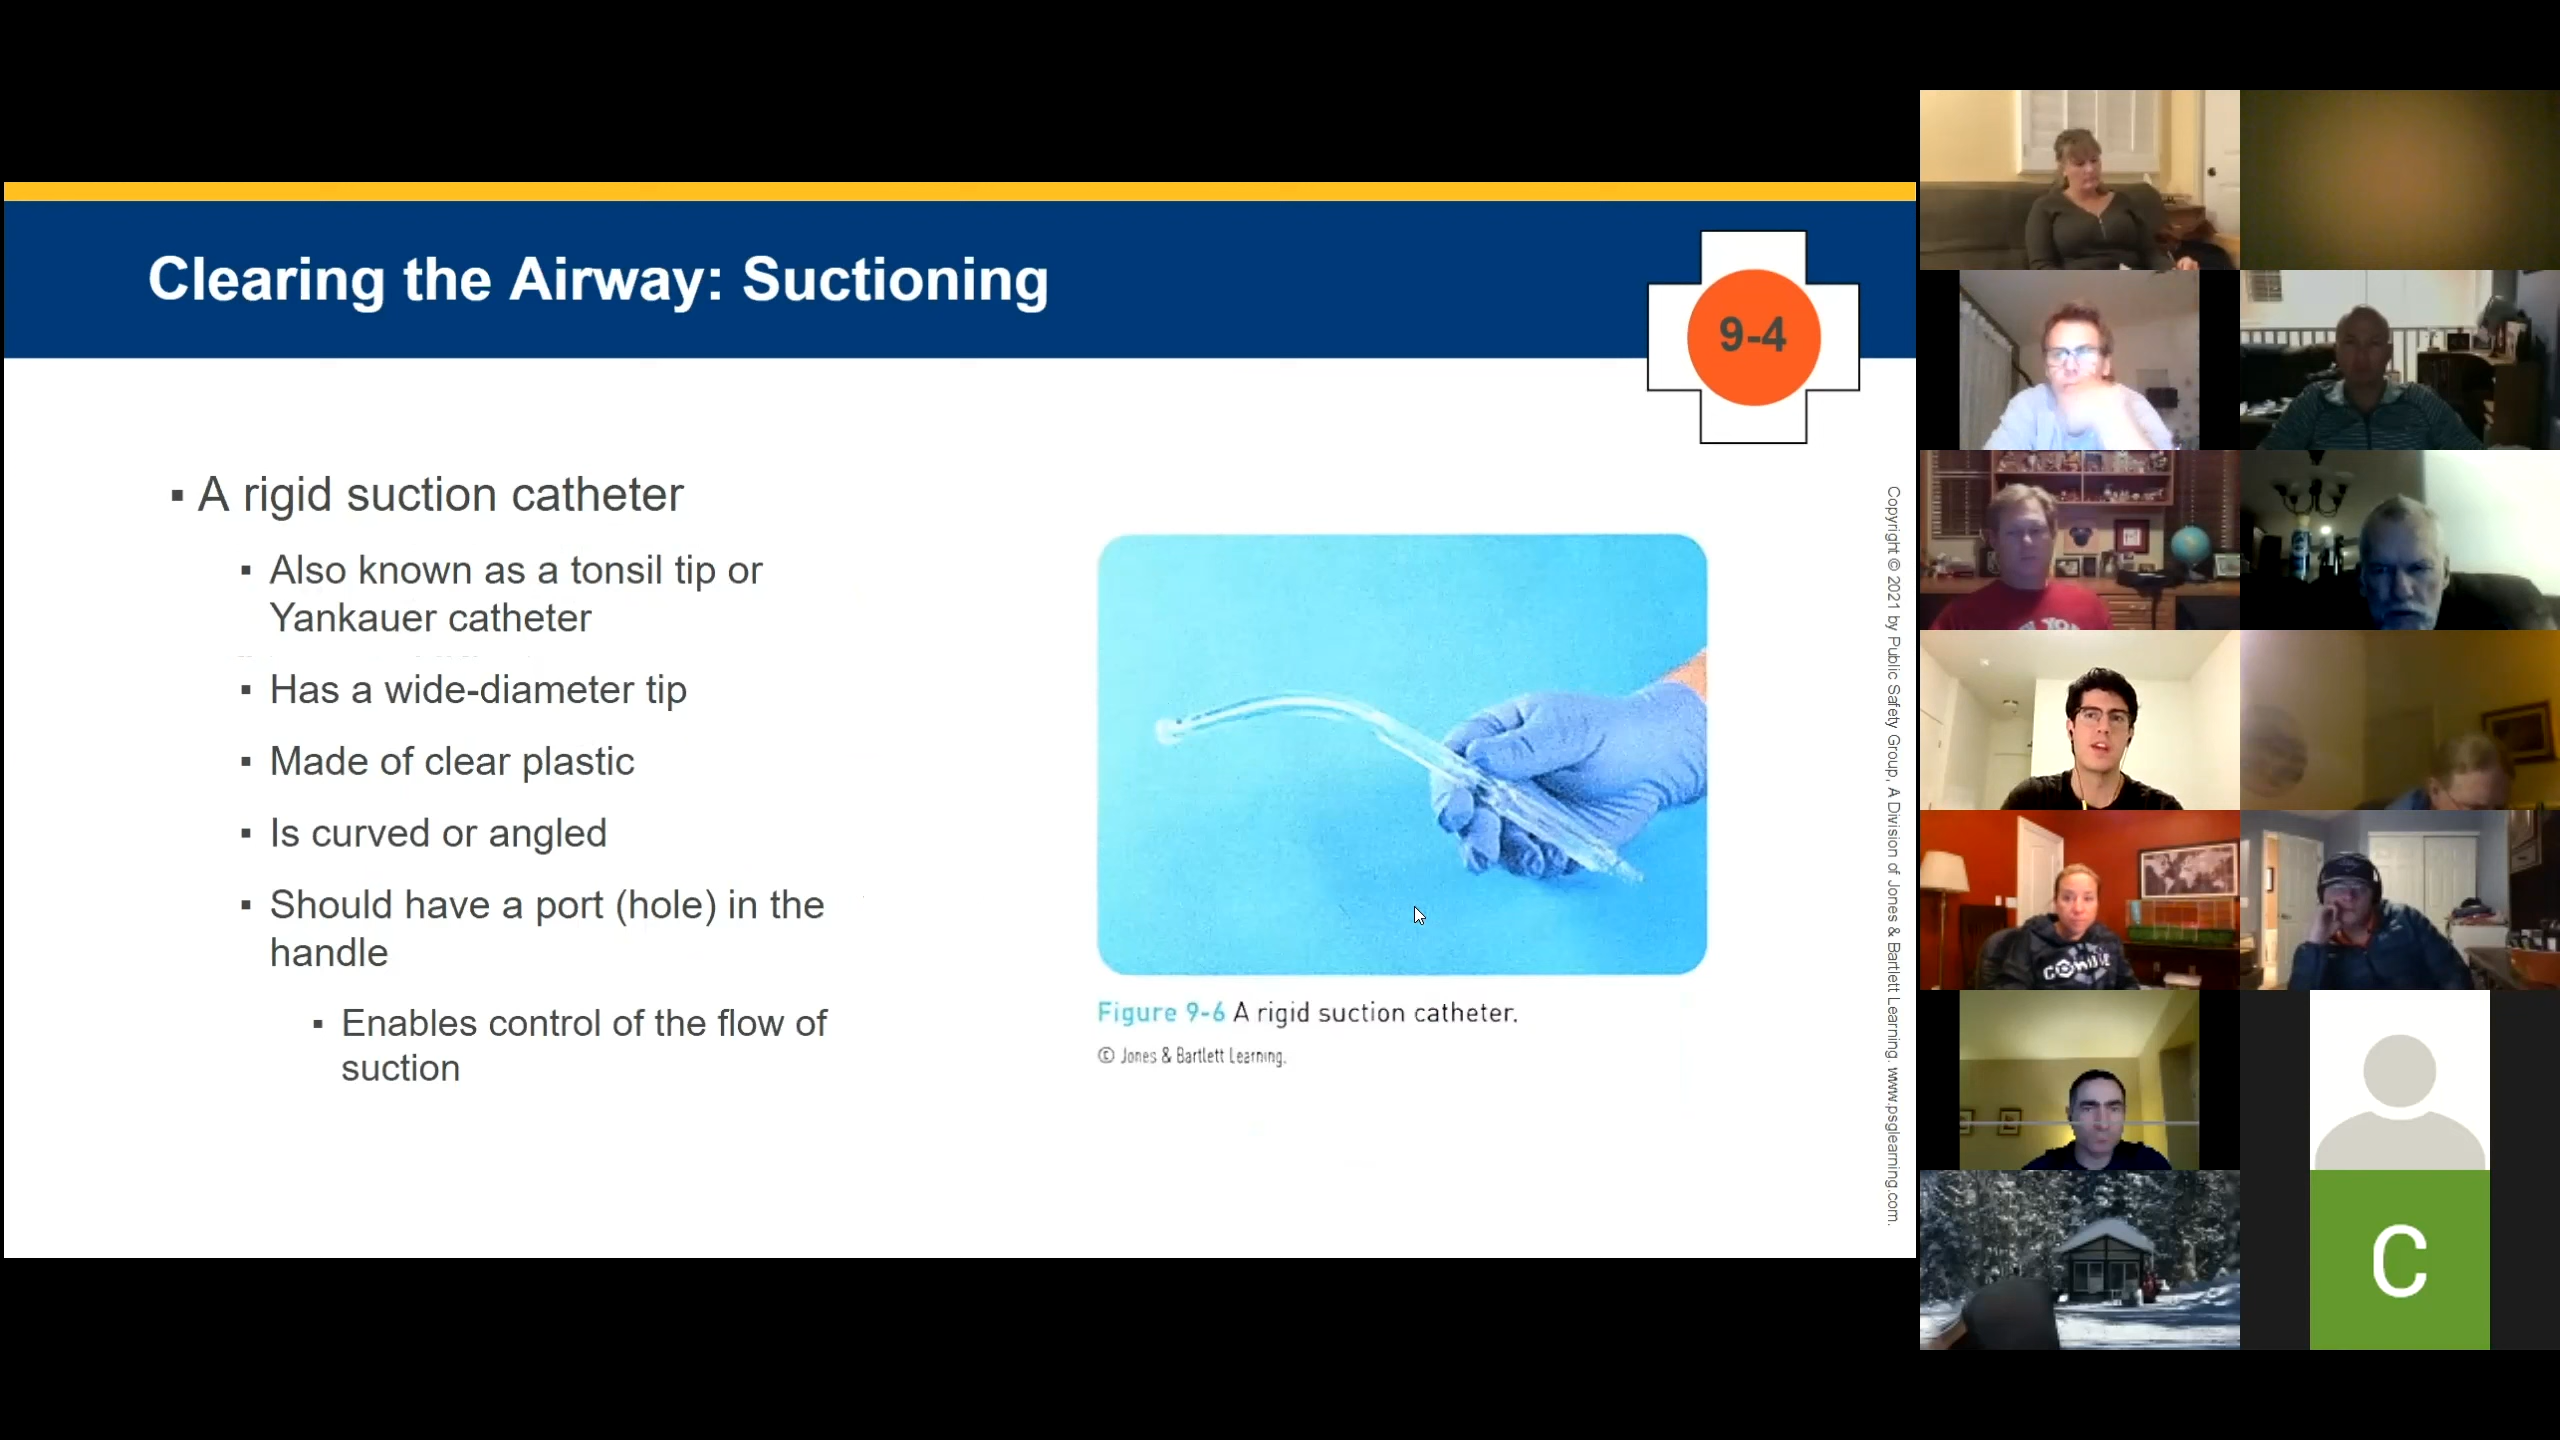 Clearing the Airway: Suctioning
9-4
▪ A rigid suction catheter
▪ Also known as a tonsil tip or
Yankauer catheter
▪ Has a wide-diameter tip
▪ Made of clear plastic
▪ Is curved or angled
▪ Should have a port (hole) in the
handle
▪ Enables control of the flow of
suction
Figure 9-6 A rigid suction catheter.
© Jones & Bartlett Learning.
Copyright © 2021 by Public Safety Group, A Division of Jones & Bartlett Learning. www.psglearning.com.
C